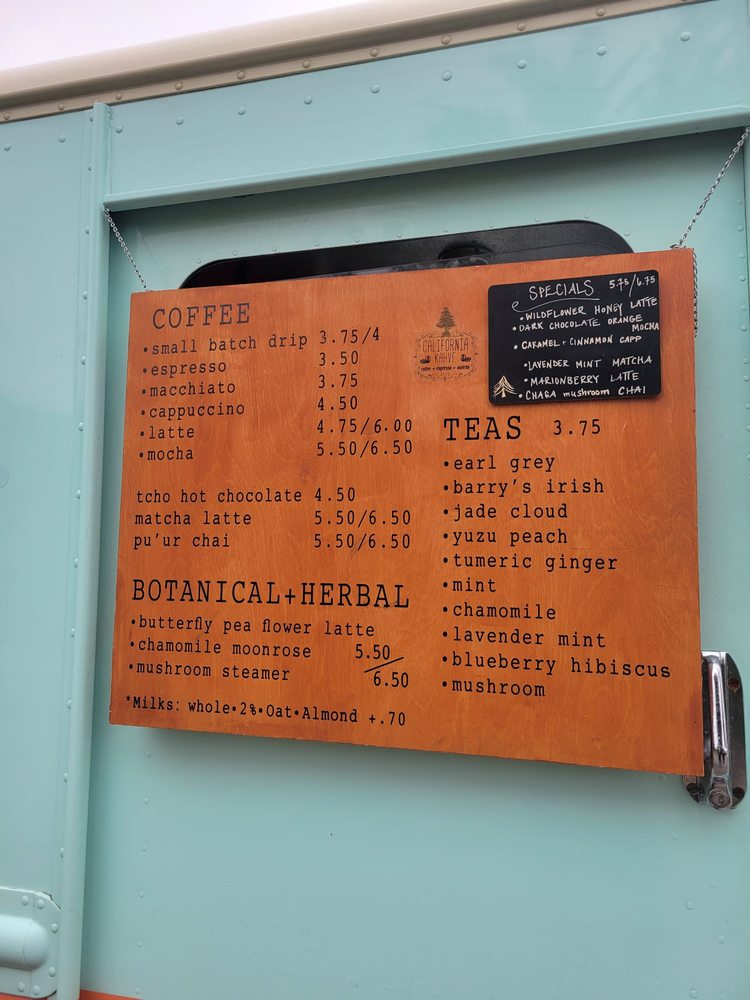 COFFEE
•small batch drip 3.75/4
•espresso 3.50
•macchiato 3.75
•cappuccino 4.50
•latte 4.75/6.00
•mocha 5.50/6.50
tcho hot chocolate 4.50
matcha latte 5.50/6.50
pu'ur chai 5.50/6.50
BOTANICAL+HERBAL
•butterfly pea flower latte
•chamomile moonrose 5.50
•mushroom steamer 6.50
*Milks: whole•2%•Oat•Almond +.70
CALIFORNIA
KAHVE
SPECIALS 5.75/6.75
•WILDFLOWER HONEY LATTE
•DARK CHOCOLATE ORANGE
MOCHA
•CARAMEL + CINNAMON CAPP
•LAVENDER MINT MATCHA
•MARIONBERRY LATTE
•CHAGA mushroom CHAI
TEAS 3.75
•earl grey
•barry's irish
•jade cloud
•yuzu peach
•tumeric ginger
•mint
•chamomile
•lavender mint
•blueberry hibiscus
•mushroom